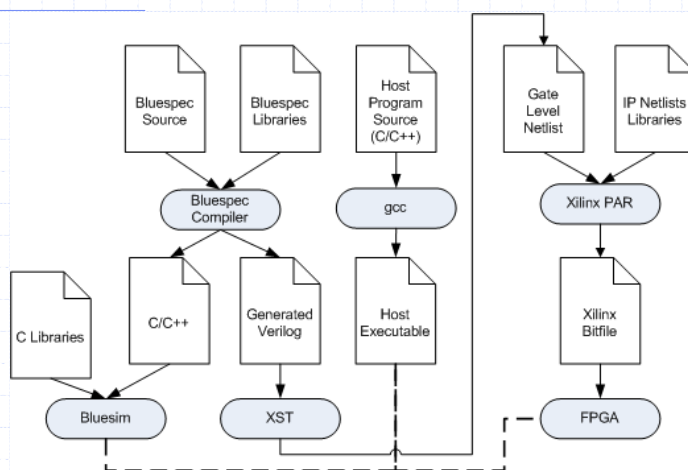 Bluespec
Source
Bluespec
Libraries
Host
Program
Source
(C/C++)
Gate
Level
Netlist
IP Netlists
Libraries
Bluespec
Compiler
gcc
Xilinx PAR
C Libraries
C/C++
Generated
Verilog
Host
Executable
Xilinx
Bitfile
Bluesim
XST
FPGA